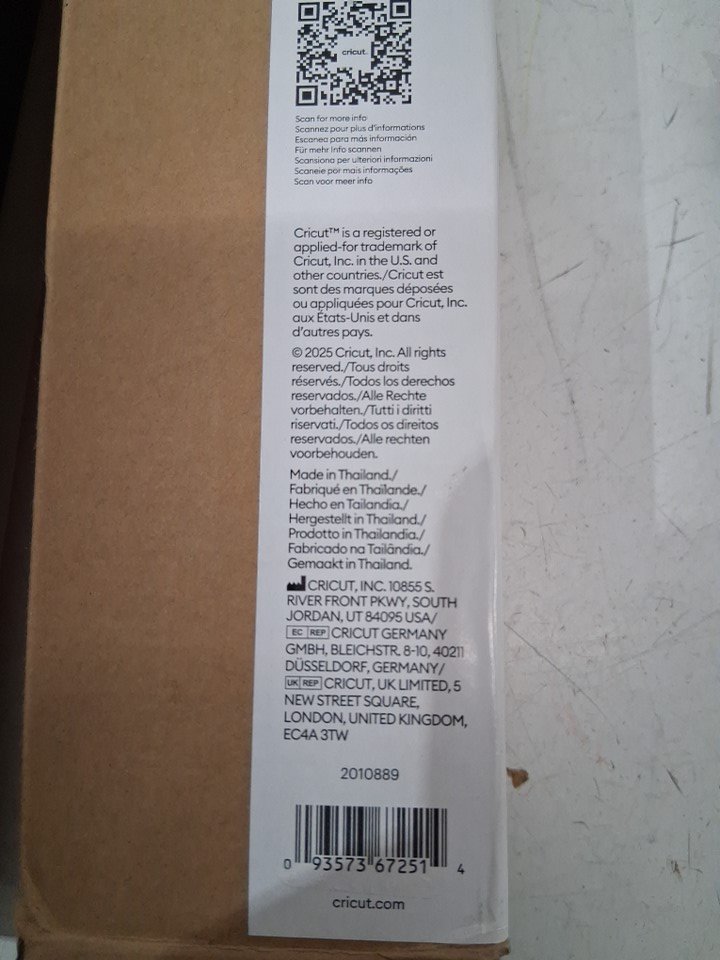 cricut
Scan for more info
Scannez pour plus d'informations
Escanea para más información
Für mehr Info scannen
Scansiona per ulteriori informazioni
Scaneie por mais informações
Scan voor meer info
Cricut™ is a registered or
applied-for trademark of
Cricut, Inc. in the U.S. and
other countries./Cricut est
sont des marques déposées
ou appliquées pour Cricut, Inc.
aux États-Unis et dans
d'autres pays.
© 2025 Cricut, Inc. All rights
reserved./Tous droits
réservés./Todos los derechos
reservados./Alle Rechte
vorbehalten./Tutti i diritti
riservati./Todos os direitos
reservados./Alle rechten
voorbehouden.
Made in Thailand./
Fabriqué en Thaïlande./
Hecho en Tailandia./
Hergestellt in Thailand./
Prodotto in Thailandia./
Fabricado na Tailândia./
Gemaakt in Thailand.
CRICUT, INC. 10855 S.
RIVER FRONT PKWY, SOUTH
JORDAN, UT 84095 USA/
EC REP CRICUT GERMANY
GMBH, BLEICHSTR. 8-10, 40211
DÜSSELDORF, GERMANY/
UK REP CRICUT, UK LIMITED, 5
NEW STREET SQUARE,
LONDON, UNITED KINGDOM,
EC4A 3TW
2010889
0 93573 67251 4
cricut.com